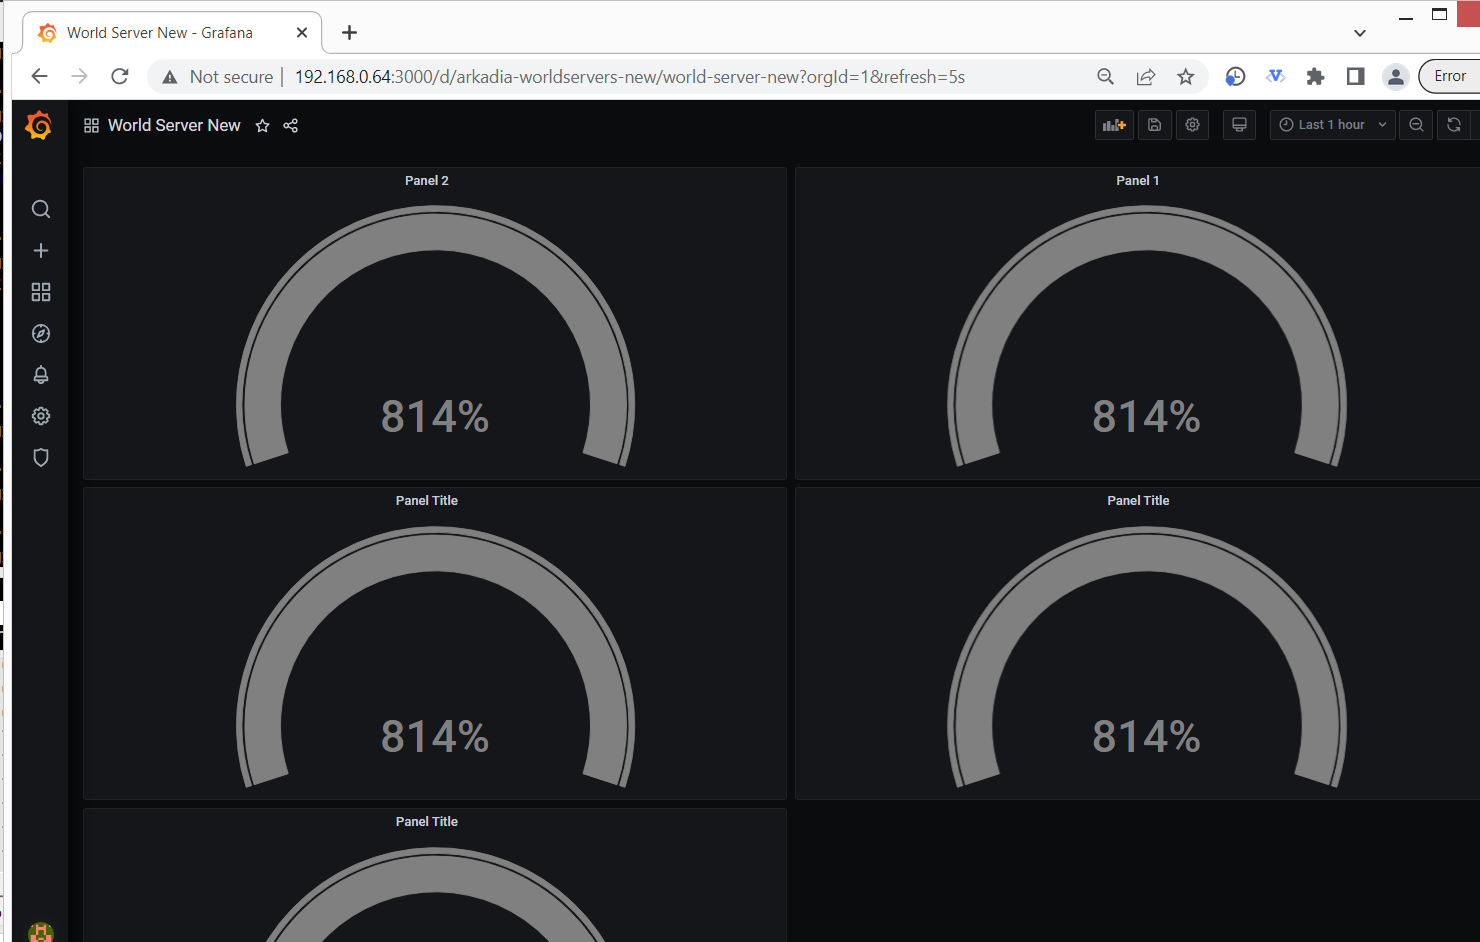 World Server New - Grafana
Not secure 192.168.0.64:3000/d/arkadia-worldservers-new/world-server-new?orgId=1&refresh=5s
Error
World Server New
Last 1 hour
Panel 2
Panel 1
814%
814%
Panel Title
Panel Title
814%
814%
Panel Title